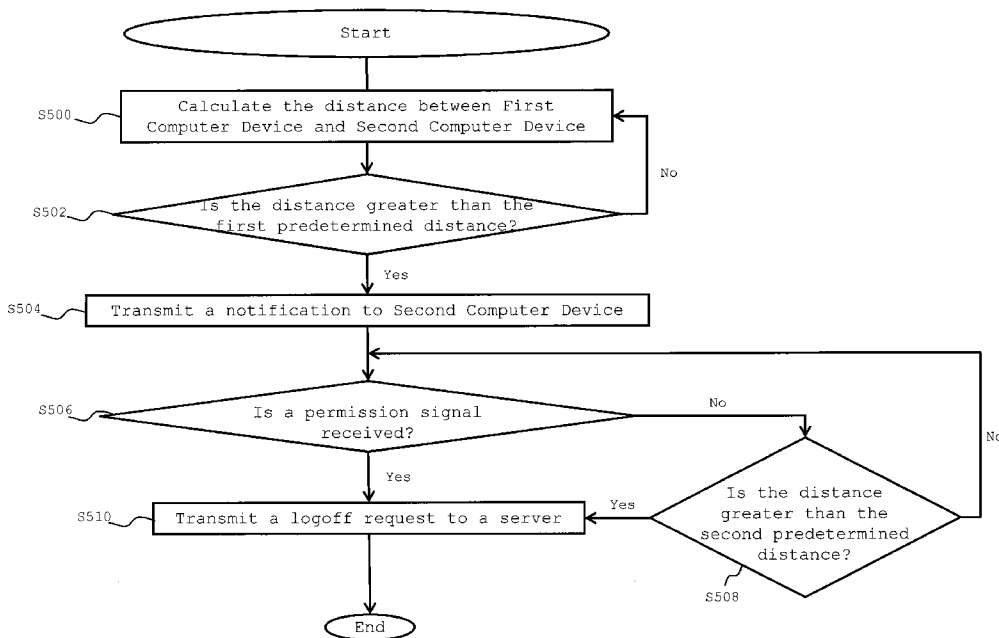 Start
S500
Calculate the distance between First
Computer Device and Second Computer Device
No
S502
Is the distance greater than the
first predetermined distance?
Yes
S504
Transmit a notification to Second Computer Device
S506
Is a permission signal
received?
No
No
Yes
S510
Transmit a logoff request to a server
Yes
Is the distance
greater than the
second predetermined
distance?
S508
End